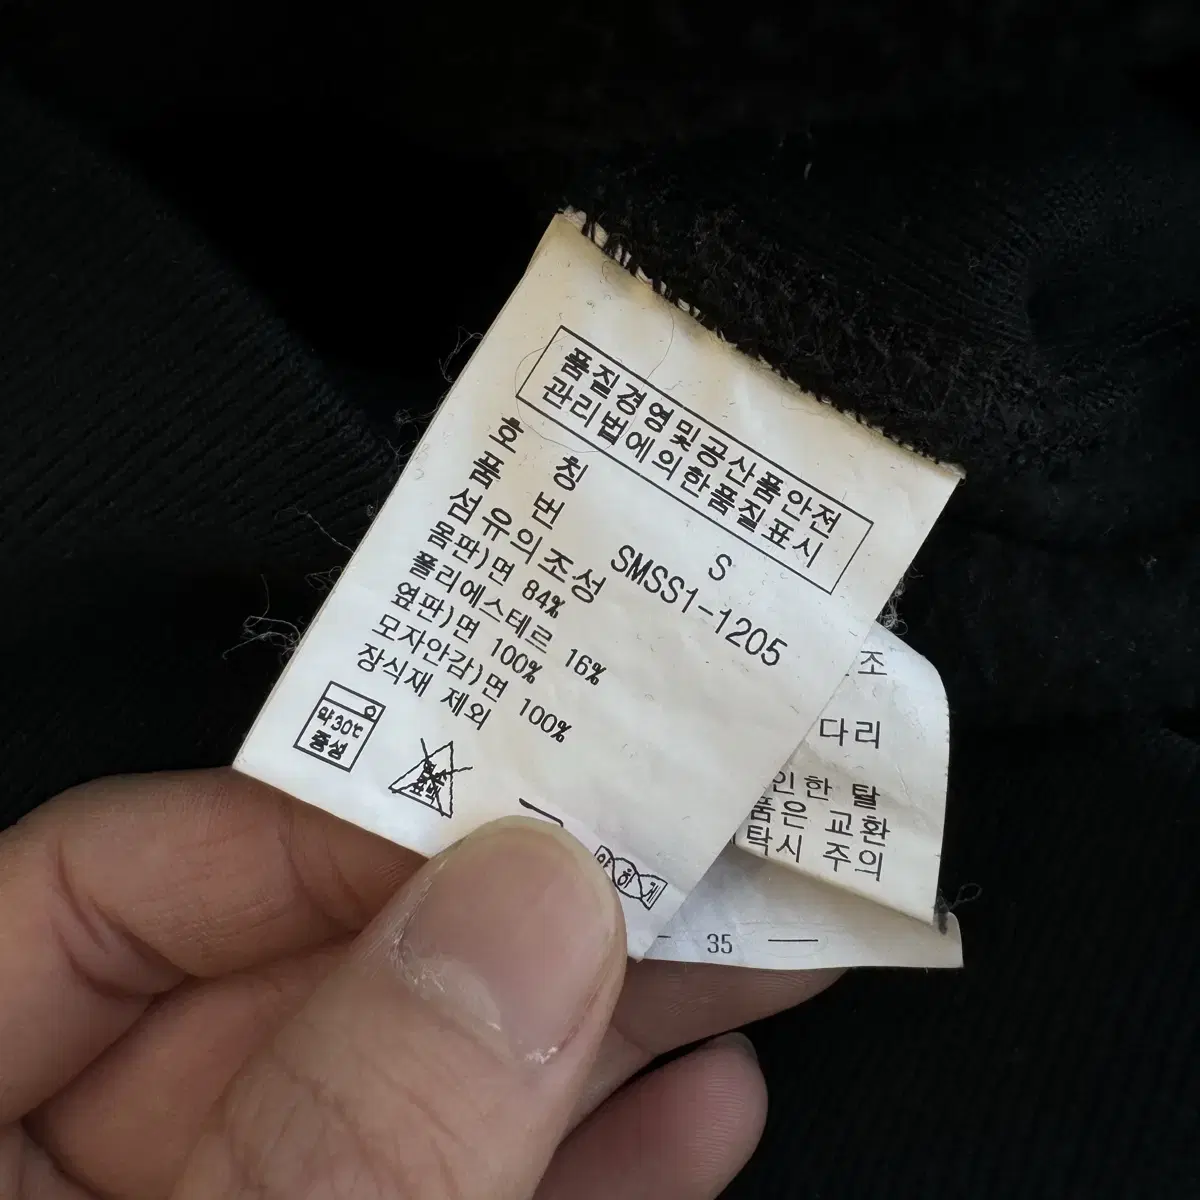 품질경영및공산품안전
관리법에의한품질표시
호 칭 S
품 번 SMSS1-1205
섬유의조성
몸판)면 84%
폴리에스테르 16%
옆판)면 100%
모자안감)면 100%
장식재 제외
약30℃
중성
약하게
조
다리
인한 탈
품은 교환
탁시 주의
35